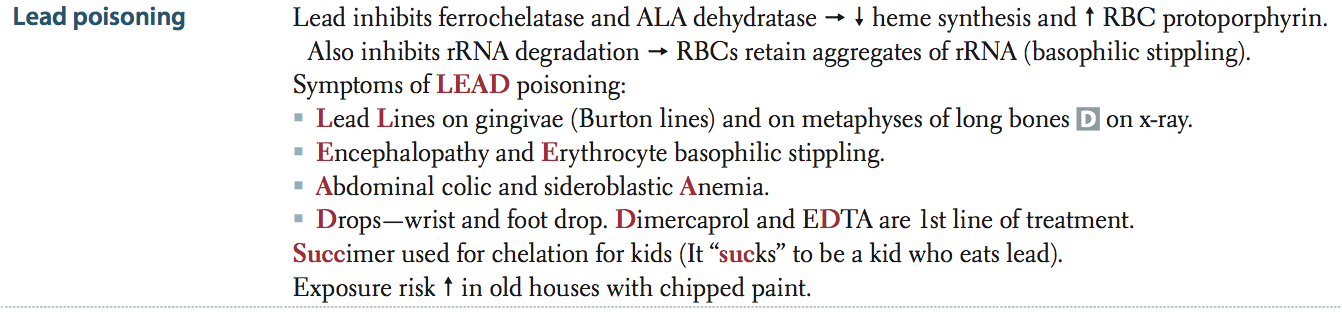 Lead poisoning
Lead inhibits ferrochelatase and ALA dehydratase → ↓ heme synthesis and ↑ RBC protoporphyrin.
Also inhibits rRNA degradation → RBCs retain aggregates of rRNA (basophilic stippling).
Symptoms of LEAD poisoning:
▪ Lead Lines on gingivae (Burton lines) and on metaphyses of long bones D on x-ray.
▪ Encephalopathy and Erythrocyte basophilic stippling.
▪ Abdominal colic and sideroblastic Anemia.
▪ Drops—wrist and foot drop. Dimercaprol and EDTA are 1st line of treatment.
Succimer used for chelation for kids (It “sucks” to be a kid who eats lead).
Exposure risk ↑ in old houses with chipped paint.